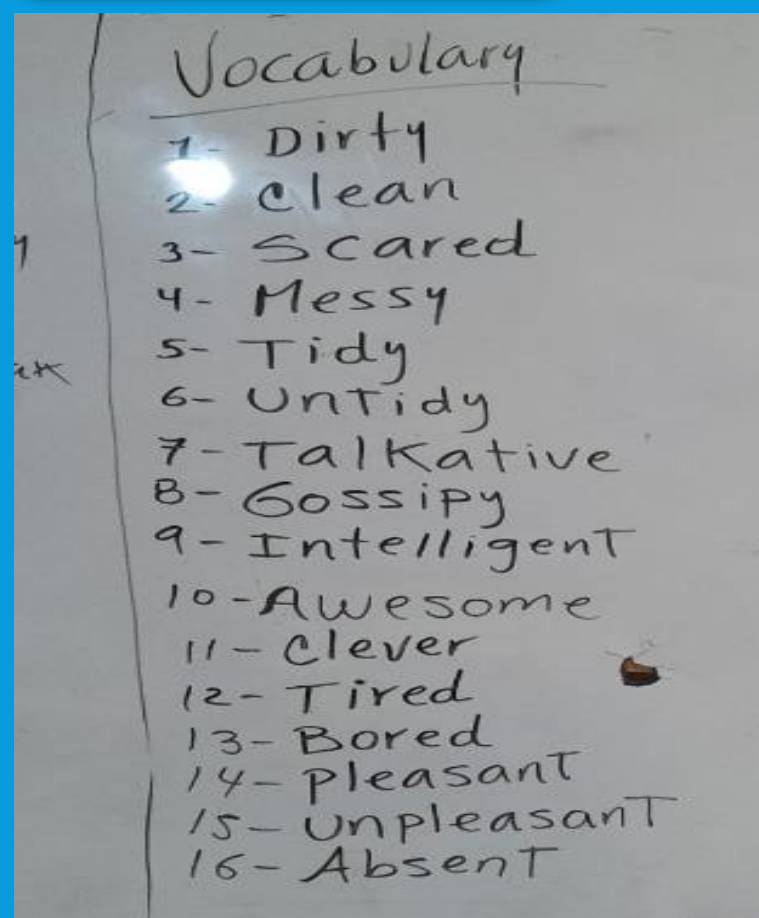 Vocabulary
1- Dirty
2- Clean
3- Scared
4- Messy
5- Tidy
6- Untidy
7- Talkative
8- Gossipy
9- Intelligent
10- Awesome
11- Clever
12- Tired
13- Bored
14- Pleasant
15- Unpleasant
16- Absent